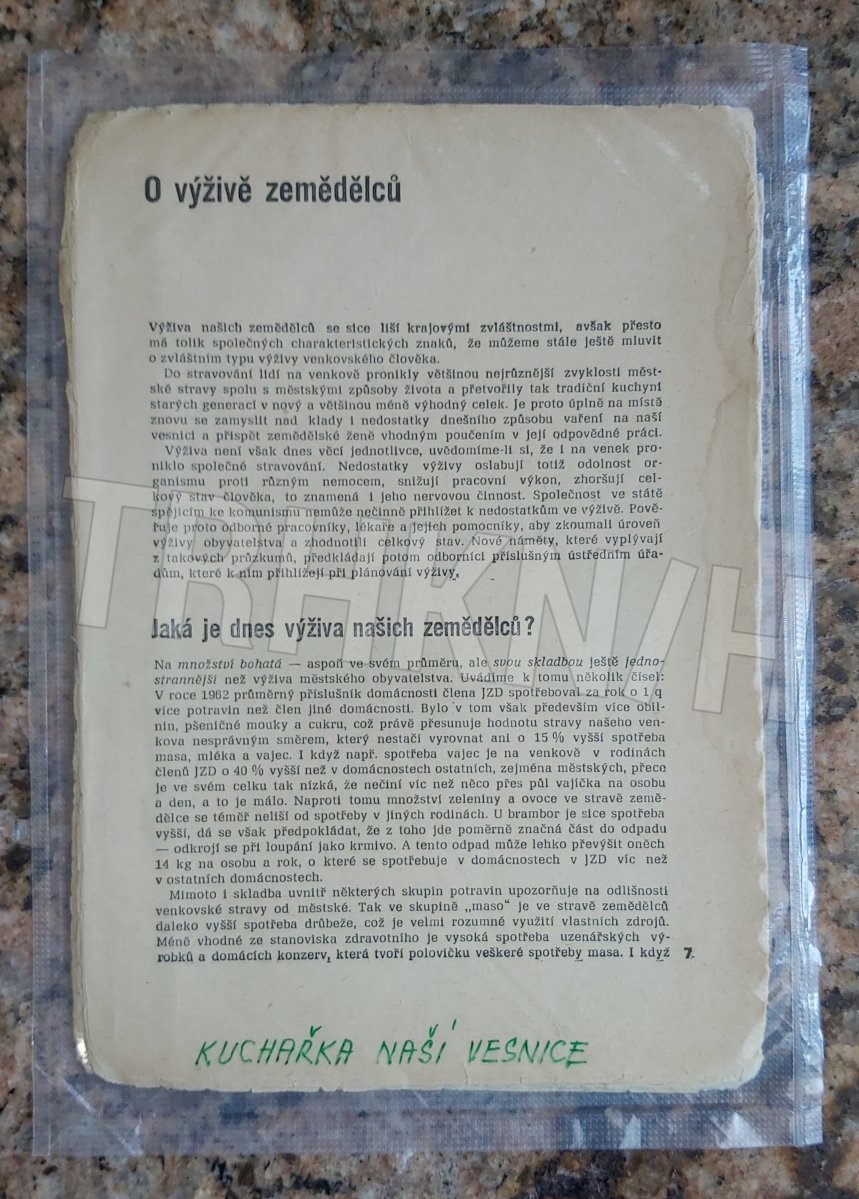 O výživě zemědělců
Výživa našich zemědělců se sice liší krajovými zvláštnostmi, avšak přesto
má tolik společných charakteristických znaků, že můžeme stále ještě mluvit
o zvláštním typu výživy venkovského člověka.
Do stravování lidí na venkově pronikly většinou nejrůznější zvyklosti měst-
ské stravy spolu s městskými způsoby života a přetvořily tak tradiční kuchyni
starých generací v nový a většinou méně výhodný celek. Je proto úplně na místě
znovu se zamyslit nad klady i nedostatky dnešního způsobu vaření na naší
vesnici a přispět zemědělské ženě vhodným poučením v její odpovědné práci.
Výživa není však dnes věcí jednotlivce, uvědomíme-li si, že i na venek pro-
niklo společné stravování. Nedostatky výživy oslabují totiž odolnost or-
ganismu proti různým nemocem, snižují pracovní výkon, zhoršují cel-
kový stav člověka, to znamená i jeho nervovou činnost. Společnost ve státě
spějícím ke komunismu nemůže nečinně přihlížet k nedostatkům ve výživě. Pově-
řuje proto odborné pracovníky, lékaře a jejich pomocníky, aby zkoumali úroveň
výživy obyvatelstva a zhodnotili celkový stav. Nové náměty, které vyplývají
z takových průzkumů, předkládají potom odborníci příslušným ústředním úřa-
dům, které k nim přihlížejí při plánování výživy.
Jaká je dnes výživa našich zemědělců?
Na množství bohatá — aspoň ve svém průměru, ale svou skladbou ještě jedno-
strannější než výživa městského obyvatelstva. Uvádíme k tomu několik čísel:
V roce 1962 průměrný příslušník domácnosti člena JZD spotřeboval za rok o 1 q
více potravin než člen jiné domácnosti. Bylo v tom však především více obil-
nin, pšeničné mouky a cukru, což právě přesunuje hodnotu stravy našeho ven-
kova nesprávným směrem, který nestačí vyrovnat ani o 15 % vyšší spotřeba
masa, mléka a vajec. I když např. spotřeba vajec je na venkově v rodinách
členů JZD o 40 % vyšší než v domácnostech ostatních, zejména městských, přece
je ve svém celku tak nízká, že nečiní víc než něco přes půl vajíčka na osobu
a den, a to je málo. Naproti tomu množství zeleniny a ovoce ve stravě země-
dělce se téměř neliší od spotřeby v jiných rodinách. U brambor je sice spotřeba
vyšší, dá se však předpokládat, že z toho jde poměrně značná část do odpadu
— odkrojí se při loupání jako krmivo. A tento odpad může lehko převýšit oněch
14 kg na osobu a rok, o které se spotřebuje v domácnostech v JZD víc než
v ostatních domácnostech.
Mimoto i skladba uvnitř některých skupin potravin upozorňuje na odlišnosti
venkovské stravy od městské. Tak ve skupině „maso" je ve stravě zemědělců
daleko vyšší spotřeba drůbeže, což je velmi rozumné využití vlastních zdrojů.
Méně vhodné ze stanoviska zdravotního je vysoká spotřeba uzenářských vý-
robků a domácích konzerv, která tvoří polovičku veškeré spotřeby masa. I když 7
KUCHAŘKA NAŠÍ VESNICE